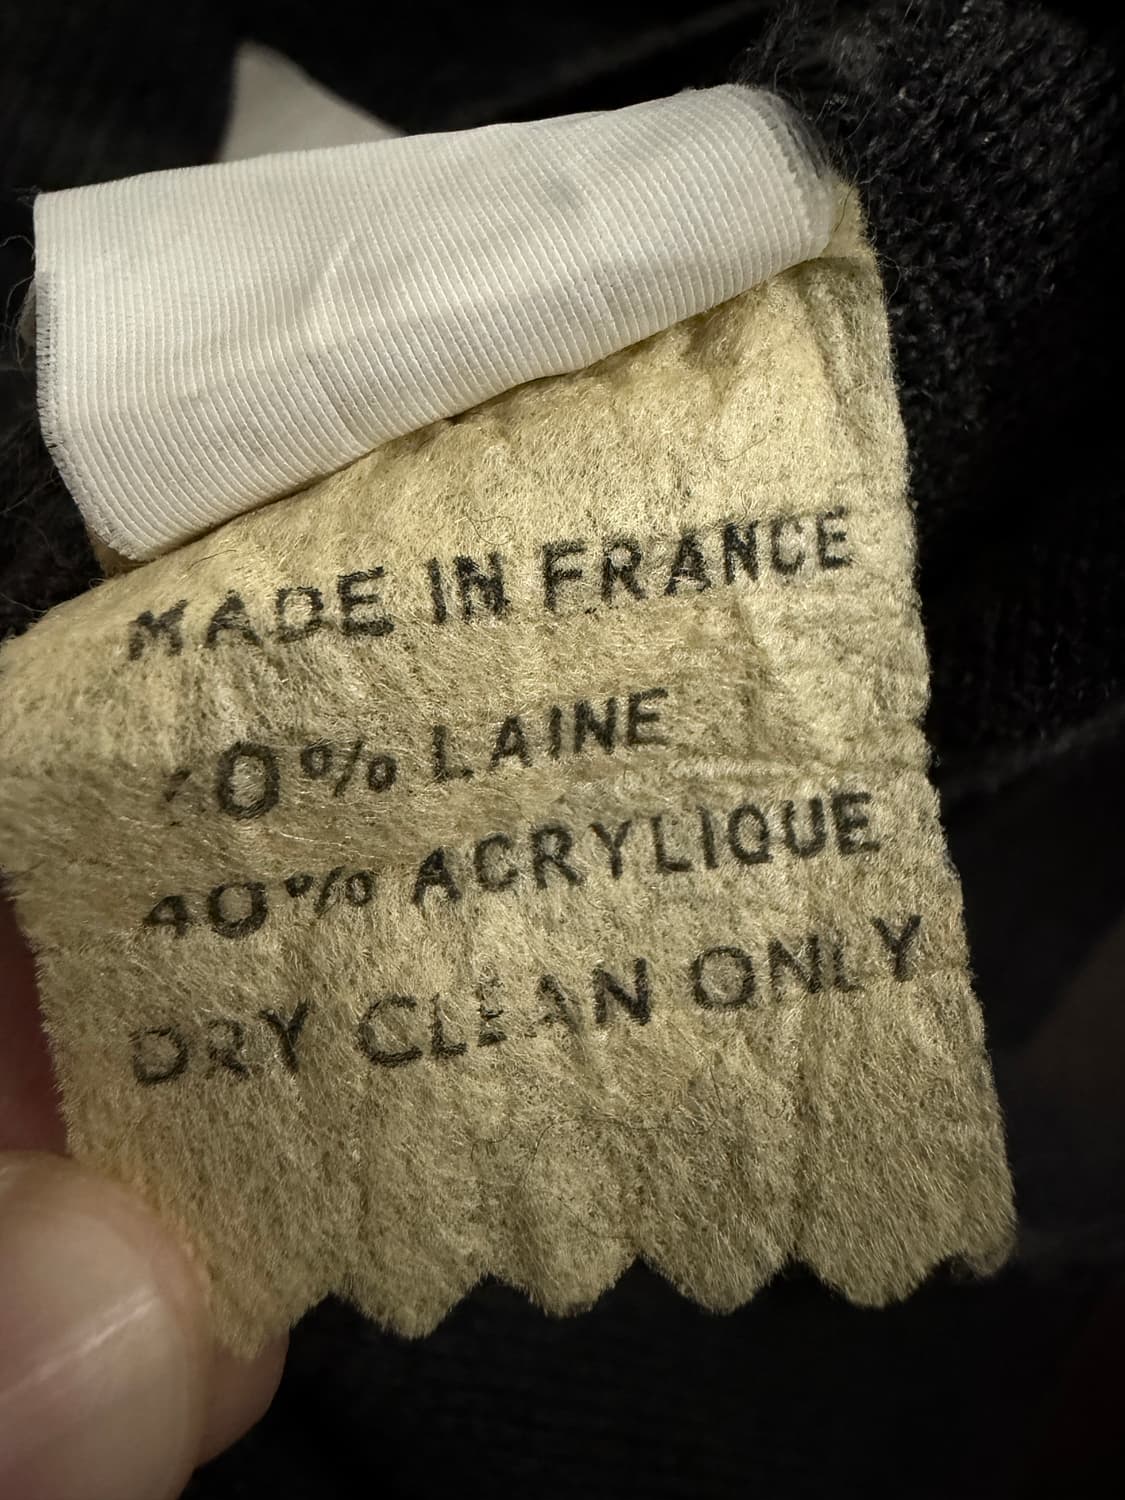 MADE IN FRANCE
LAINE
40% ACRYLIQUE
DRY CLEAN ONLY